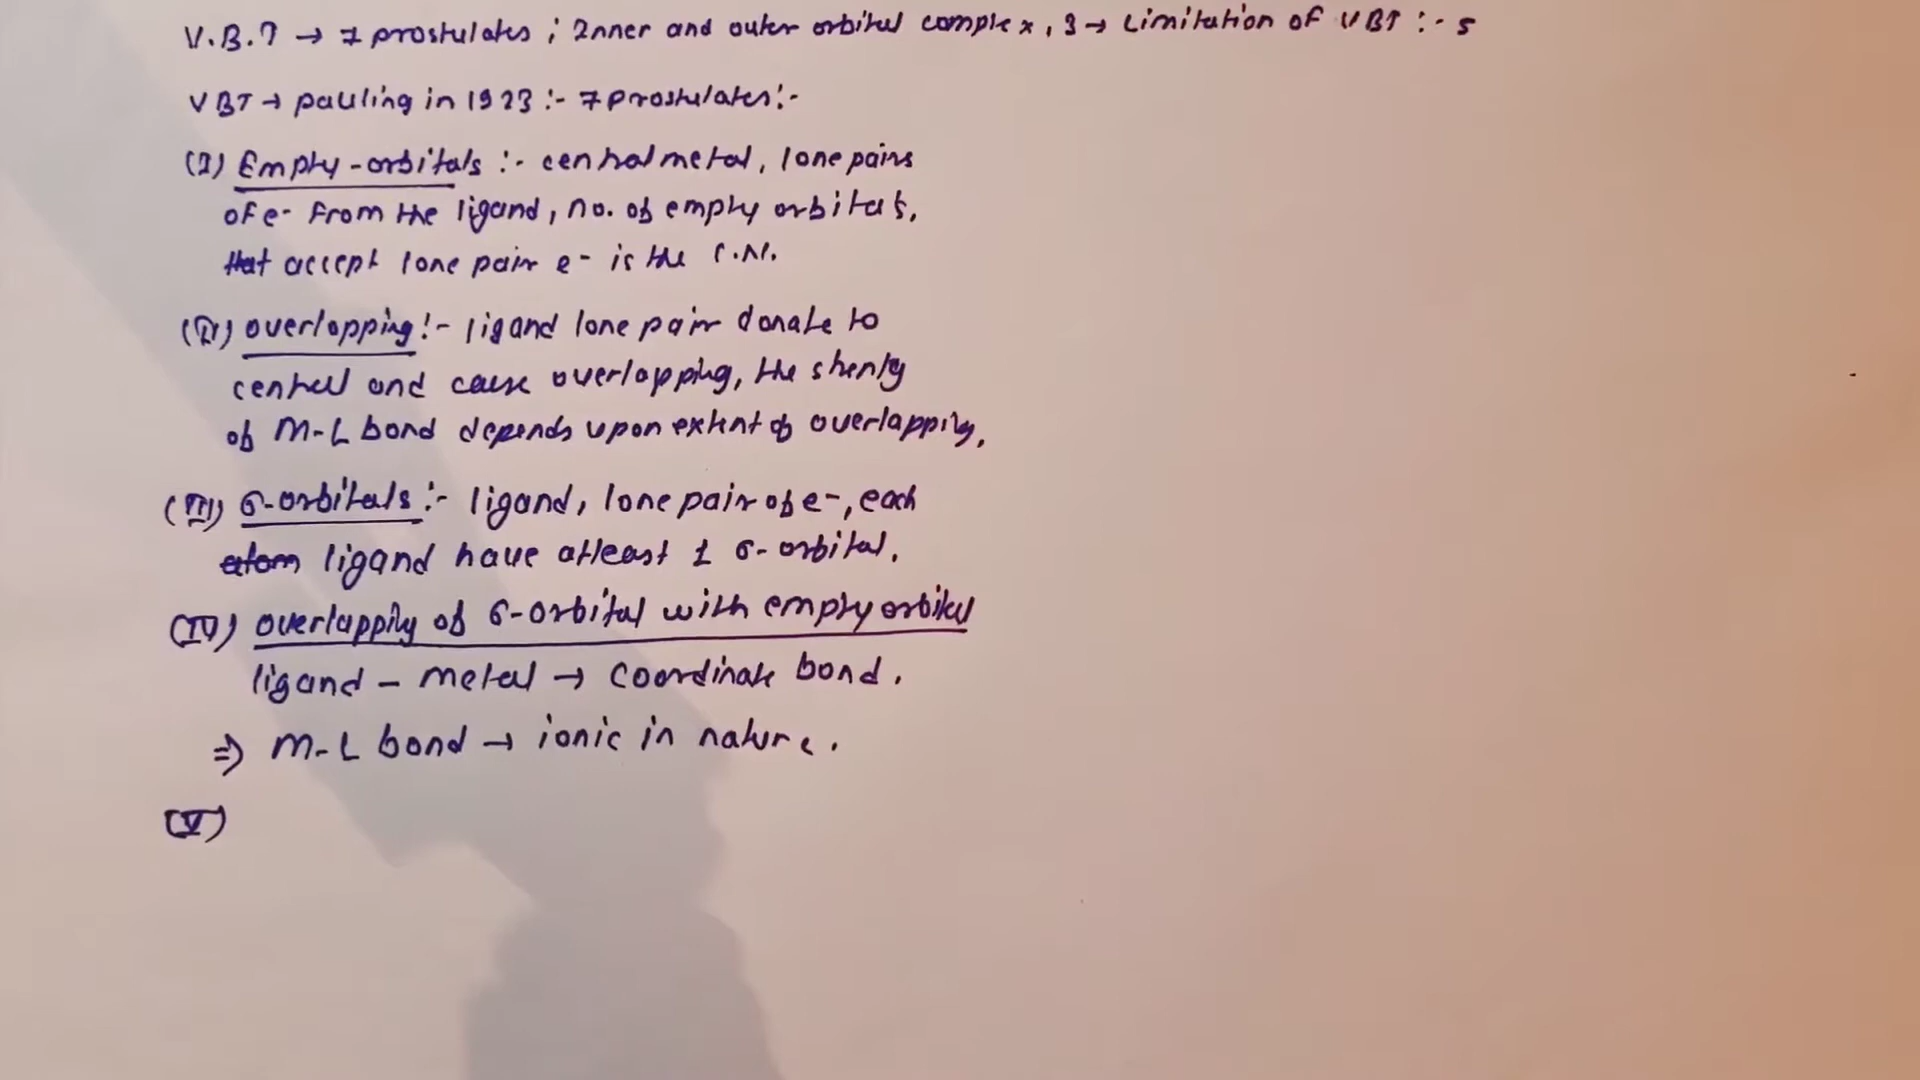 V.B.T → 7 prostulates ; Inner and outer orbital complex, 3 → Limitation of VBT :- 5
VBT → pauling in 1923 :- 7 Prostulates :-
(I) Empty-orbitals :- central metal, lone pairs
of e- From the ligand, no. of empty orbitals,
that accept lone pair e- is the C.N.
(II) overlapping :- ligand lone pair donate to
central and cause overlapping, the
of M-L bond depends upon extent of overlapping,
(III) σ-orbitals :- ligand, lone pair of e-, each
atom ligand have atleast 1 σ-orbital.
(IV) overlapping of σ-orbital with empty orbital
ligand - metal → coordinate bond.
⇒ M-L bond → ionic in nature.
(V)